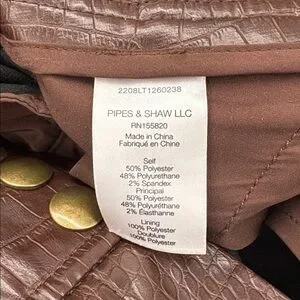 2208LT1260238
PIPES & SHAW LLC
RN155820
Made in China
Fabriqué en Chine
Self
50% Polyester
48% Polyurethane
2% Spandex
Principal
50% Polyester
48% Polyuréthane
2% Élasthanne
Lining
100% Polyester
Doublure
100% Polyester